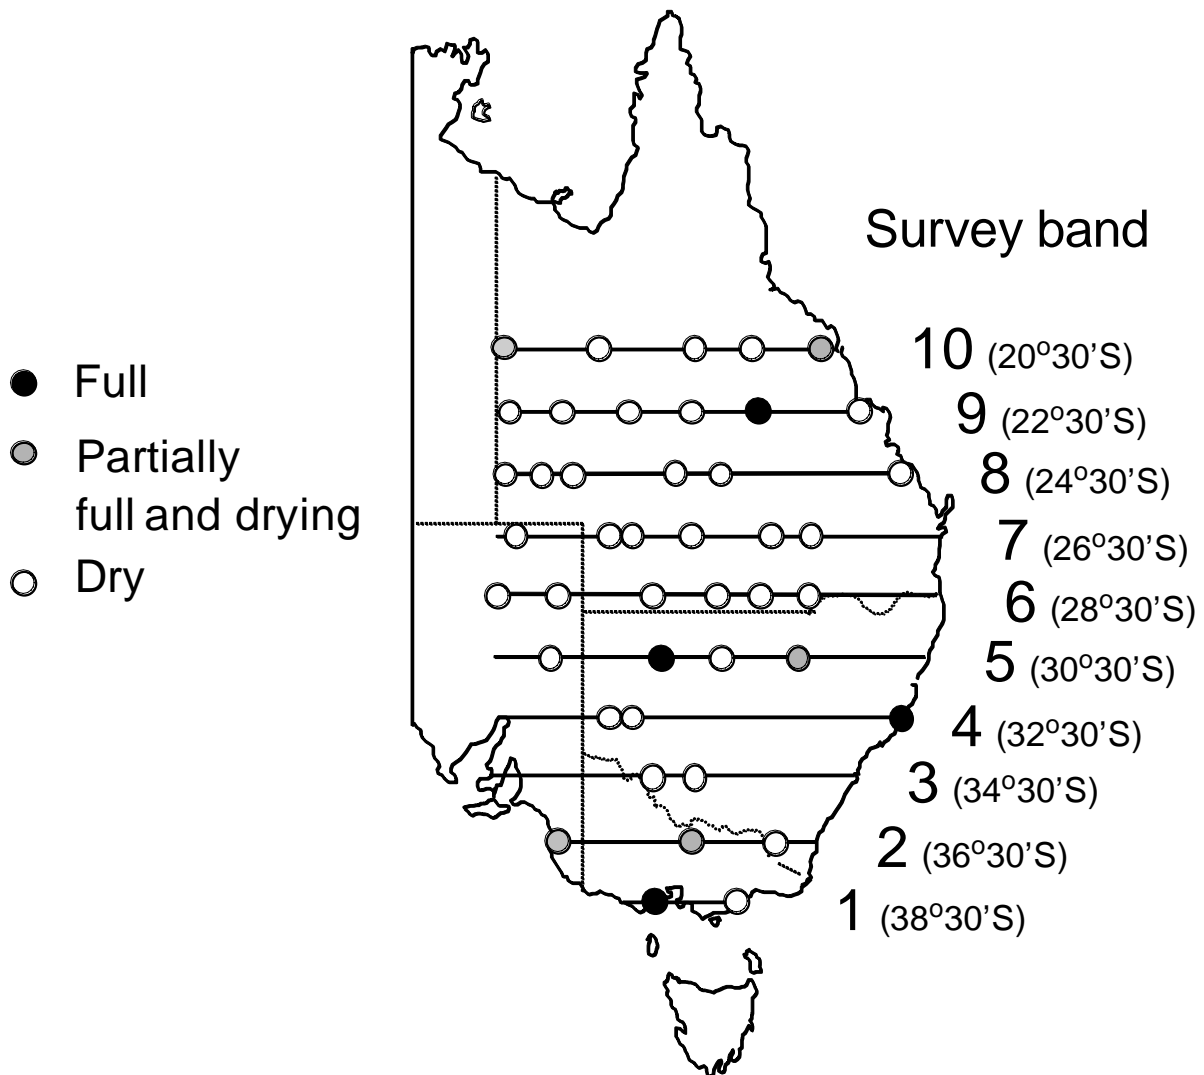 Survey band
Full
Partially
full and drying
Dry
10 (20°30'S)
9 (22°30'S)
8 (24°30'S)
7 (26°30'S)
6 (28°30'S)
5 (30°30'S)
4 (32°30'S)
3 (34°30'S)
2 (36°30'S)
1 (38°30'S)